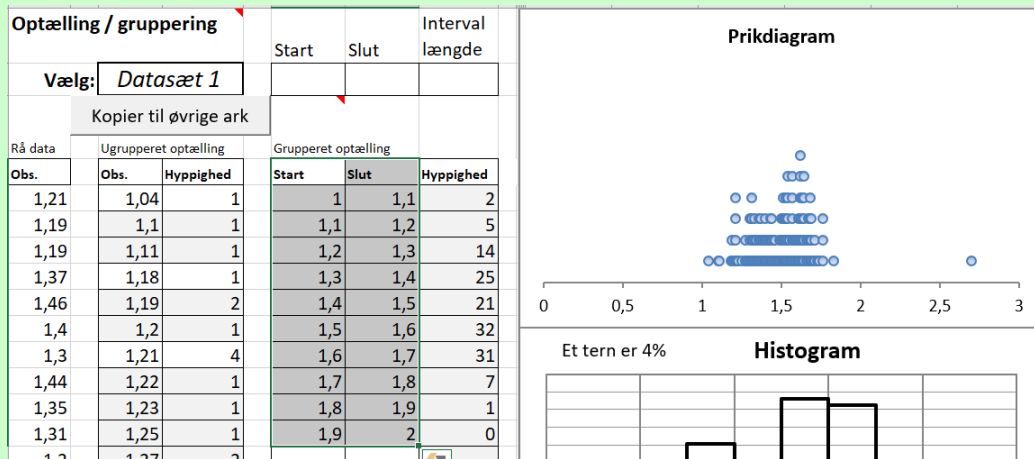 Optælling / gruppering
Start Slut Interval længde
Vælg: Datasæt 1
Kopier til øvrige ark
Rå data Ugrupperet optælling Grupperet optælling
Obs. Obs. Hyppighed Start Slut Hyppighed
1,21 1,04 1 1 1,1 2
1,19 1,1 1 1,1 1,2 5
1,19 1,11 1 1,2 1,3 14
1,37 1,18 1 1,3 1,4 25
1,46 1,19 2 1,4 1,5 21
1,4 1,2 1 1,5 1,6 32
1,3 1,21 4 1,6 1,7 31
1,44 1,22 1 1,7 1,8 7
1,35 1,23 1 1,8 1,9 1
1,31 1,25 1 1,9 2 0
Prikdiagram
0 0,5 1 1,5 2 2,5 3
Et tern er 4% Histogram